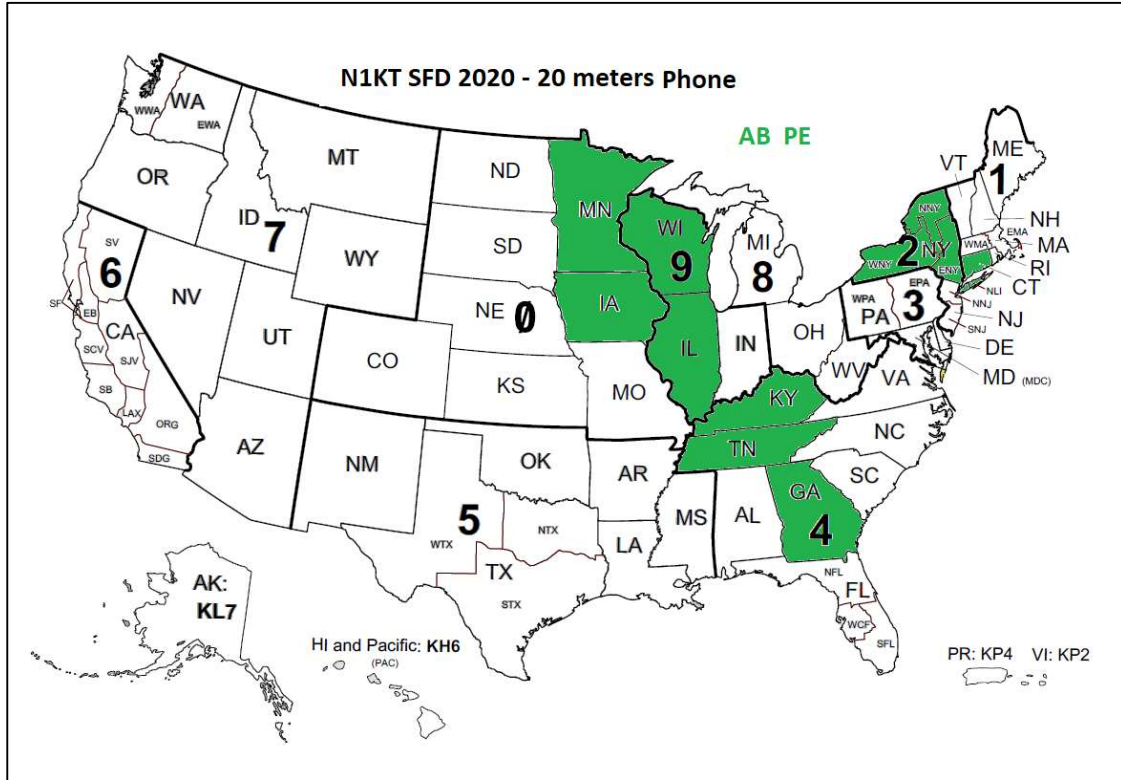 N1KT SFD 2020 - 20 meters Phone
AB PE
WWA
WA
EWA
OR
ID
7
MT
WY
NV
UT
SV
6
SF
EB
CA
SCV
SJV
SB
LAX
ORG
SDG
AZ
ND
SD
NE
0
CO
KS
MN
IA
MO
WI
9
IL
MI
8
IN
OH
KY
TN
WV
VA
NC
SC
GA
4
AL
MS
NM
OK
AR
LA
5
WTX
NTX
TX
STX
NFL
FL
WCF
SFL
NNY
2
NY
WNY
ENY
3
EPA
WPA
PA
VT
ME
1
NH
EMA
WMA
MA
RI
CT
NLI
NNJ
NJ
SNJ
DE
MD (MDC)
AK:
KL7
HI and Pacific: KH6
(PAC)
PR: KP4 VI: KP2